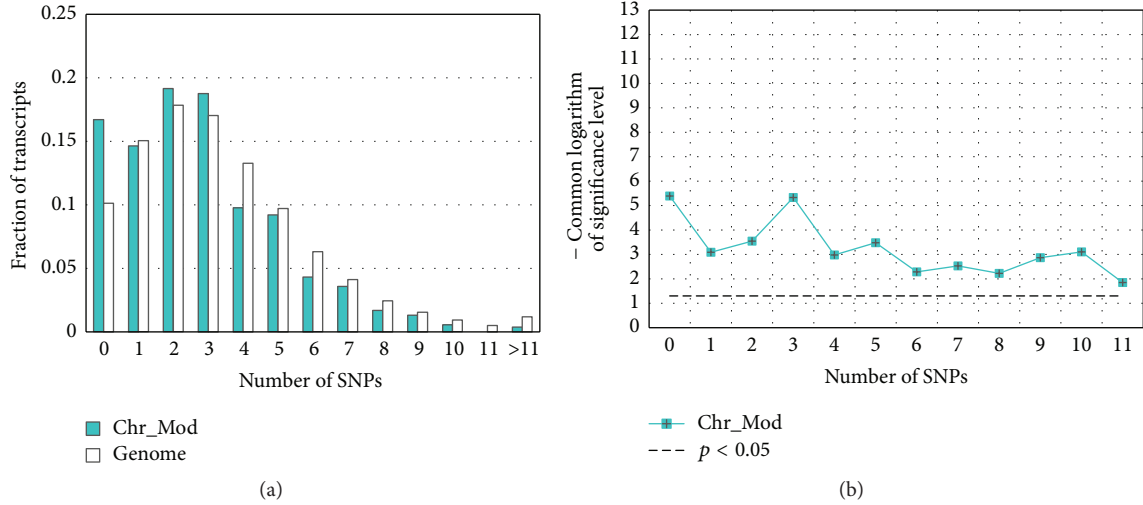 0.25
0.2
0.15
0.1
0.05
0
Fraction of transcripts
0 1 2 3 4 5 6 7 8 9 10 11 >11
Number of SNPs
Chr_Mod
Genome
(a)
13
12
11
10
9
8
7
6
5
4
3
2
1
0
− Common logarithm
of significance level
0 1 2 3 4 5 6 7 8 9 10 11
Number of SNPs
Chr_Mod
p < 0.05
(b)